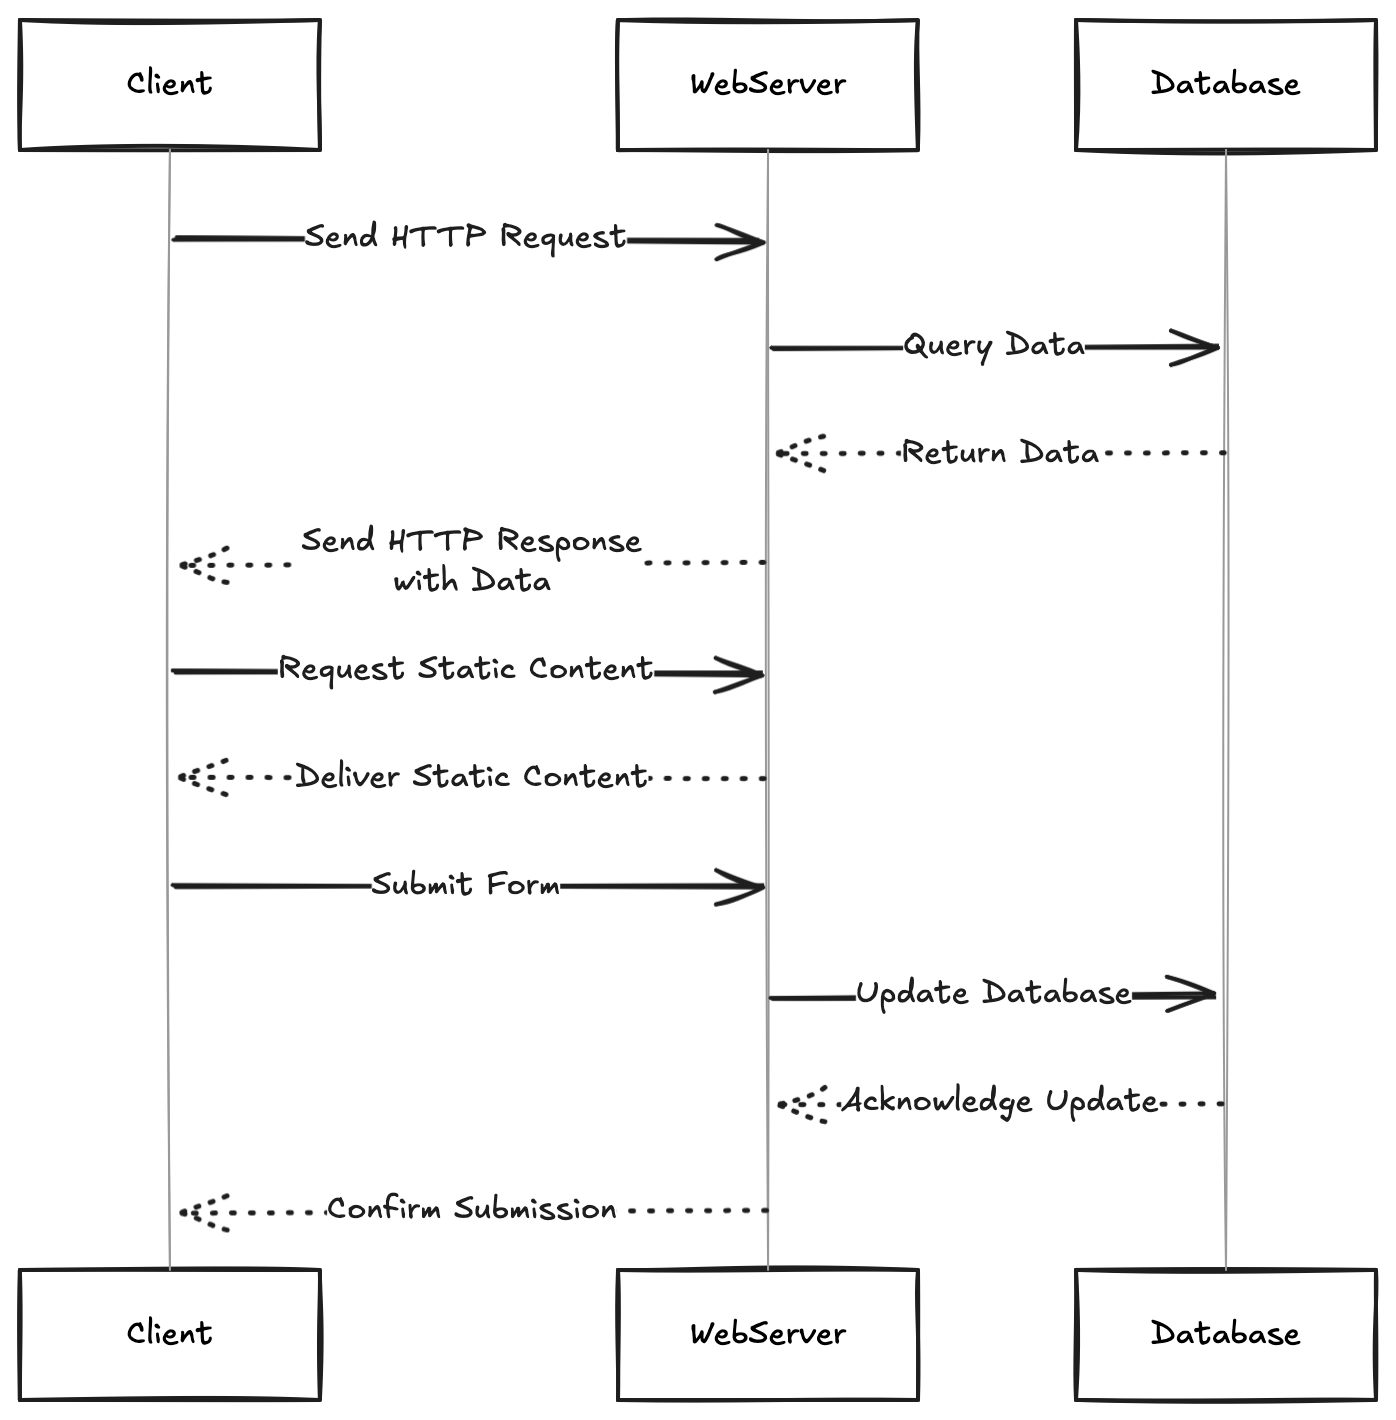 Client
WebServer
Database
Send HTTP Request
Query Data
Return Data
Send HTTP Response
with Data
Request Static Content
Deliver Static Content
Submit Form
Update Database
Acknowledge Update
Confirm Submission
Client
WebServer
Database